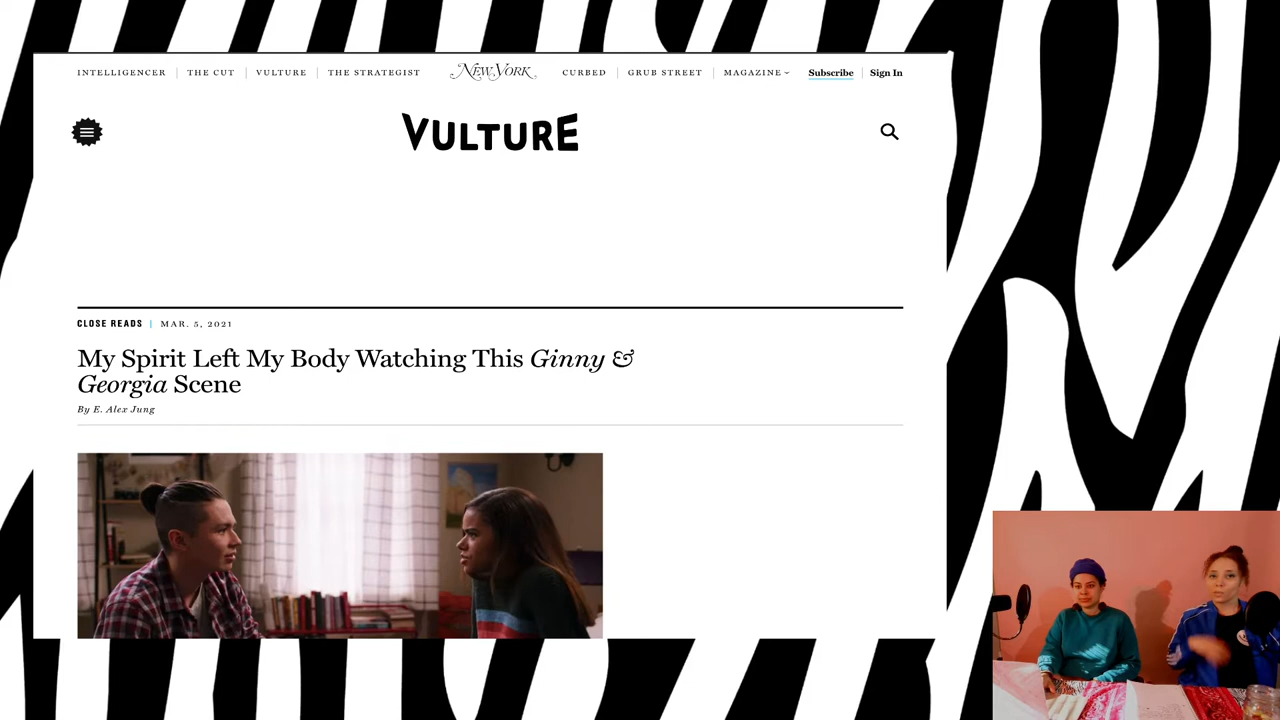 INTELLIGENCER | THE CUT | VULTURE | THE STRATEGIST NEW YORK CURBED | GRUB STREET | MAGAZINE Subscribe | Sign In
VULTURE
CLOSE READS | MAR. 5, 2021
My Spirit Left My Body Watching This Ginny &
Georgia Scene
By E. Alex Jung